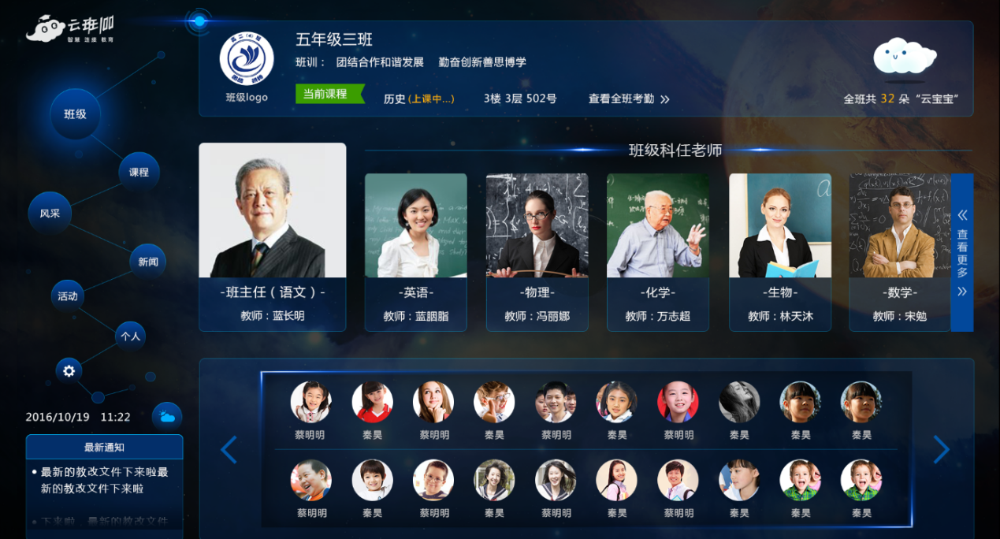 云班加
智慧 连接 教育
班级
课程
风采
新闻
活动
个人
2016/10/19 11:22
最新通知
• 最新的教改文件下来啦最
新的教改文件下来啦
• 下来啦，最新的教改文件
五年级三班
班训： 团结合作和谐发展 勤奋创新善思博学
班级logo
当前课程
历史(上课中...)
3楼 3层 502号
查看全班考勤
全班共 32 朵 “云宝宝”
班级科任老师
-班主任（语文）-
教师：蓝长明
-英语-
教师：蓝胭脂
-物理-
教师：冯丽娜
-化学-
教师：万志超
-生物-
教师：林天沐
-数学-
教师：宋勉
查看更多
蔡明明 秦昊 蔡明明 秦昊 蔡明明 秦昊 蔡明明 秦昊 秦昊 秦昊
蔡明明 秦昊 蔡明明 秦昊 蔡明明 秦昊 蔡明明 秦昊 秦昊 秦昊